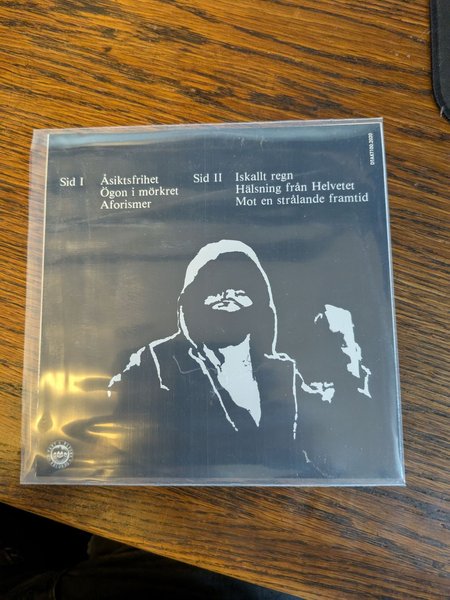 Sid I
Åsiktsfrihet
Ögon i mörkret
Aforismer
Sid II
Iskallt regn
Hälsning från Helvetet
Mot en strålande framtid